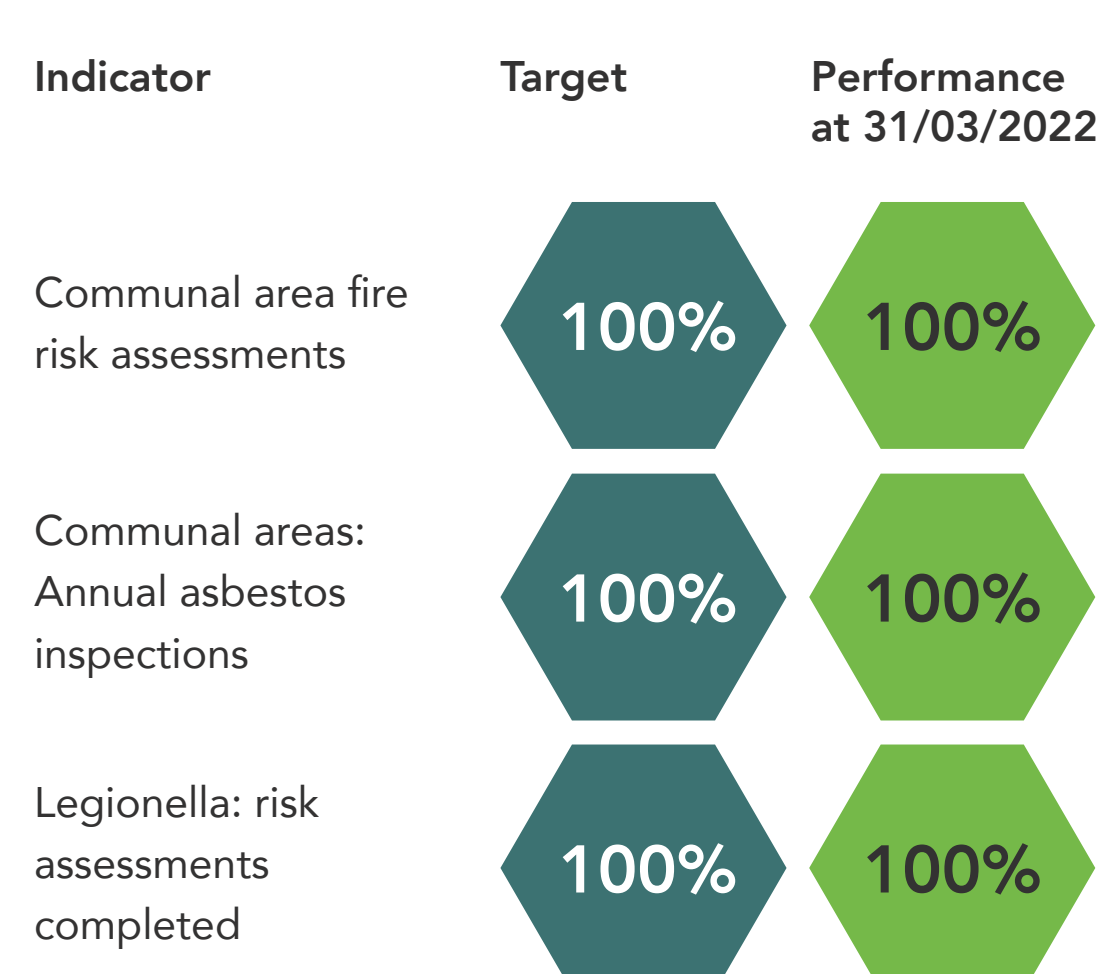 Indicator
Target
Performance
at 31/03/2022
Communal area fire
risk assessments
100%
100%
Communal areas:
Annual asbestos
inspections
100%
100%
Legionella: risk
assessments
completed
100%
100%